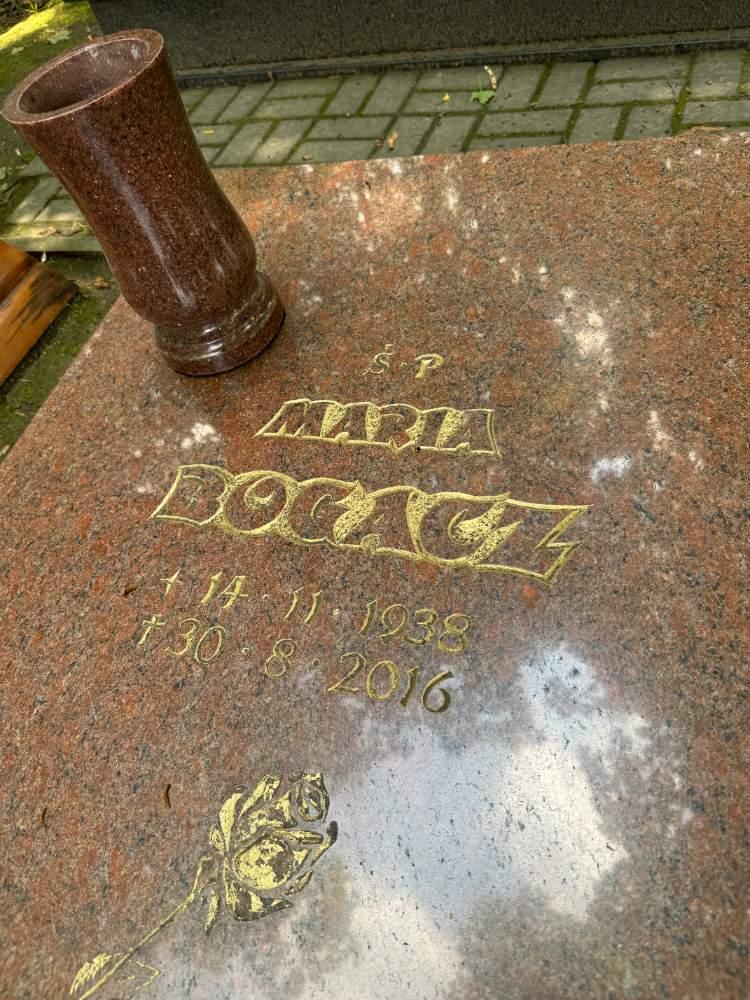 Ś·P
MARIA
BOGACZ
14·11·1938
†30·8·2016